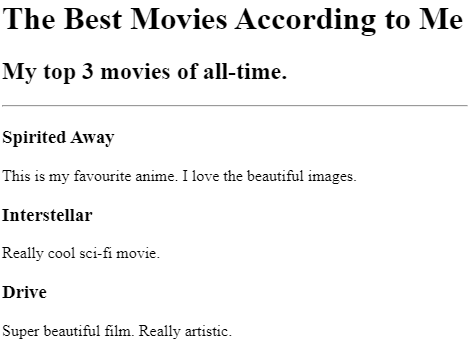 The Best Movies According to Me
My top 3 movies of all-time.
Spirited Away
This is my favourite anime. I love the beautiful images.
Interstellar
Really cool sci-fi movie.
Drive
Super beautiful film. Really artistic.